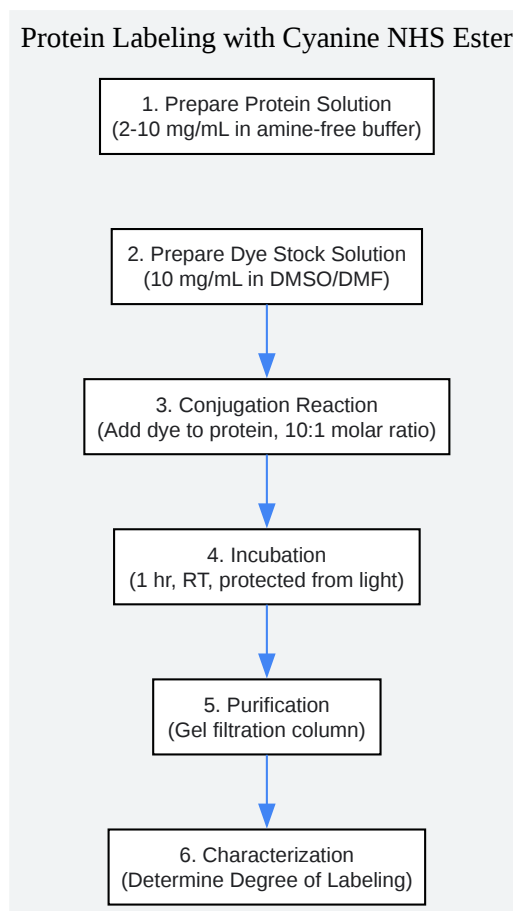 Protein Labeling with Cyanine NHS Ester
1. Prepare Protein Solution
(2-10 mg/mL in amine-free buffer)
2. Prepare Dye Stock Solution
(10 mg/mL in DMSO/DMF)
3. Conjugation Reaction
(Add dye to protein, 10:1 molar ratio)
4. Incubation
(1 hr, RT, protected from light)
5. Purification
(Gel filtration column)
6. Characterization
(Determine Degree of Labeling)